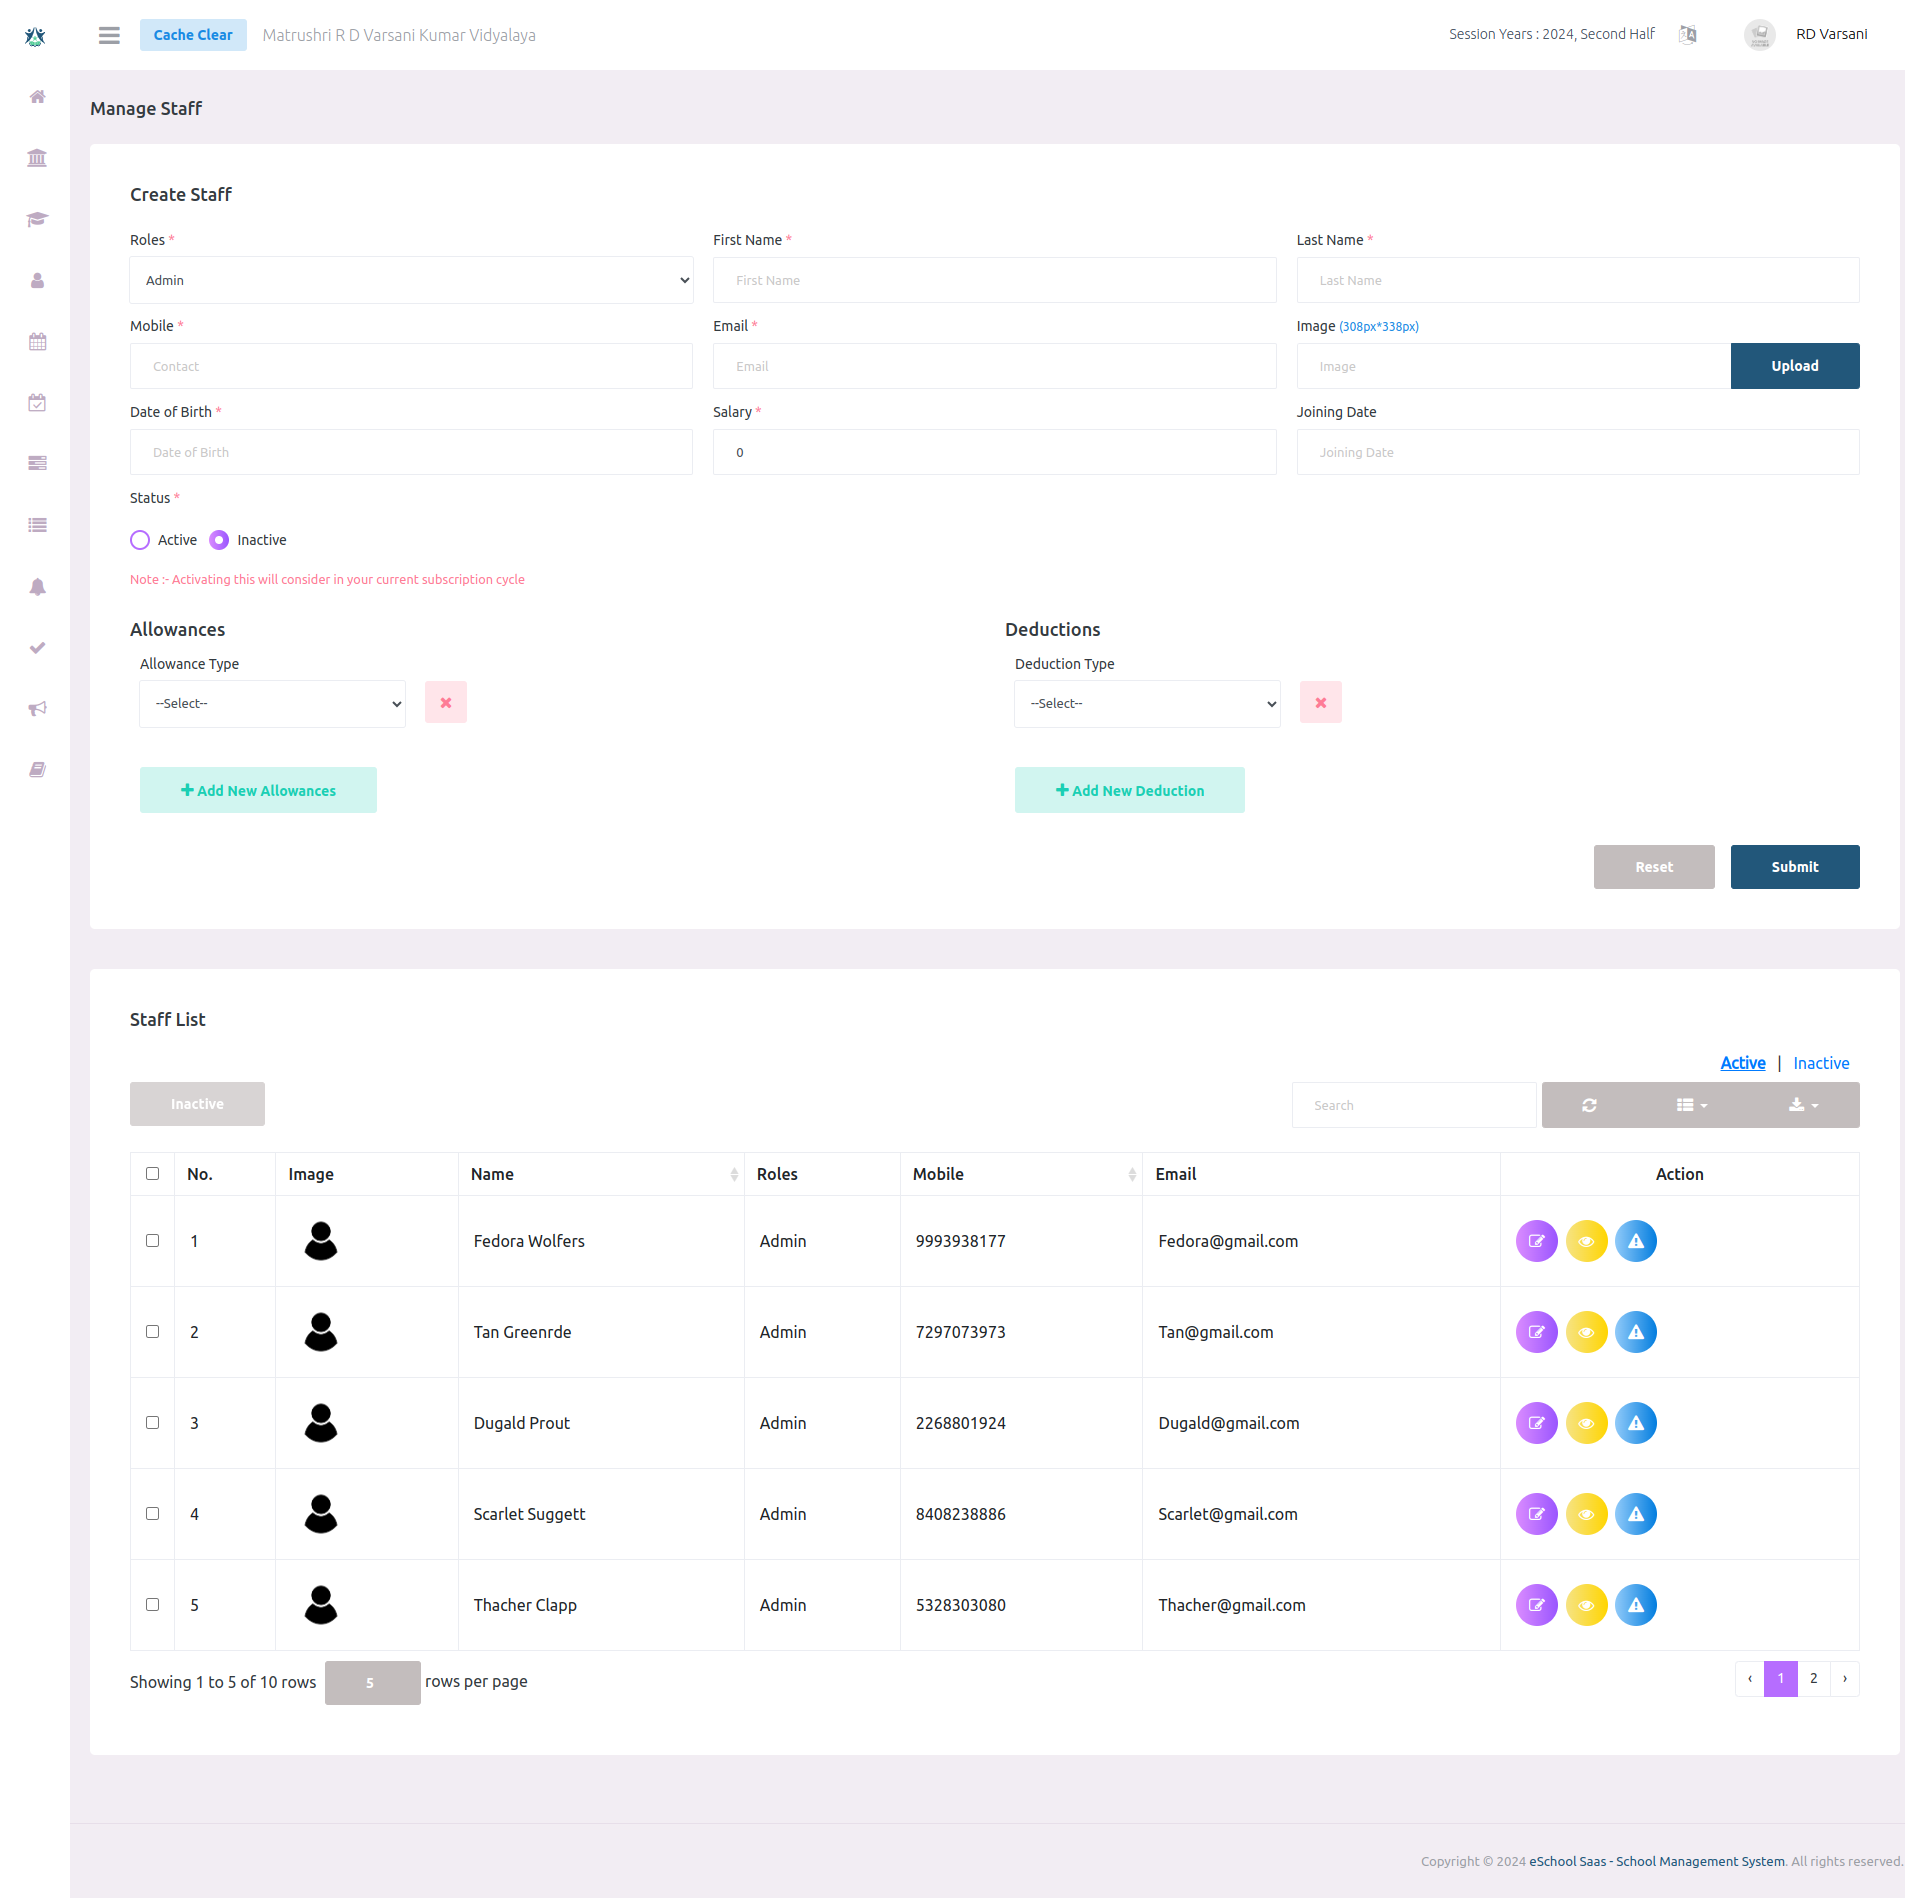 Cache Clear Matrushri R D Varsani Kumar Vidyalaya Session Years : 2024, Second Half RD Varsani
Manage Staff
Create Staff
Roles * First Name * Last Name *
Admin First Name Last Name
Mobile * Email * Image (308px*338px)
Contact Email Image Upload
Date of Birth * Salary * Joining Date
Date of Birth 0 Joining Date
Status *
Active Inactive
Note :- Activating this will consider in your current subscription cycle
Allowances Deductions
Allowance Type Deduction Type
--Select-- --Select--
Add New Allowances Add New Deduction
Reset Submit
Staff List
Active | Inactive
Inactive Search
No. Image Name Roles Mobile Email Action
1 Fedora Wolfers Admin 9993938177 Fedora@gmail.com
2 Tan Greenrde Admin 7297073973 Tan@gmail.com
3 Dugald Prout Admin 2268801924 Dugald@gmail.com
4 Scarlet Suggett Admin 8408238886 Scarlet@gmail.com
5 Thacher Clapp Admin 5328303080 Thacher@gmail.com
Showing 1 to 5 of 10 rows 5 rows per page ‹ 1 2 ›
Copyright © 2024 eSchool Saas - School Management System. All rights reserved.